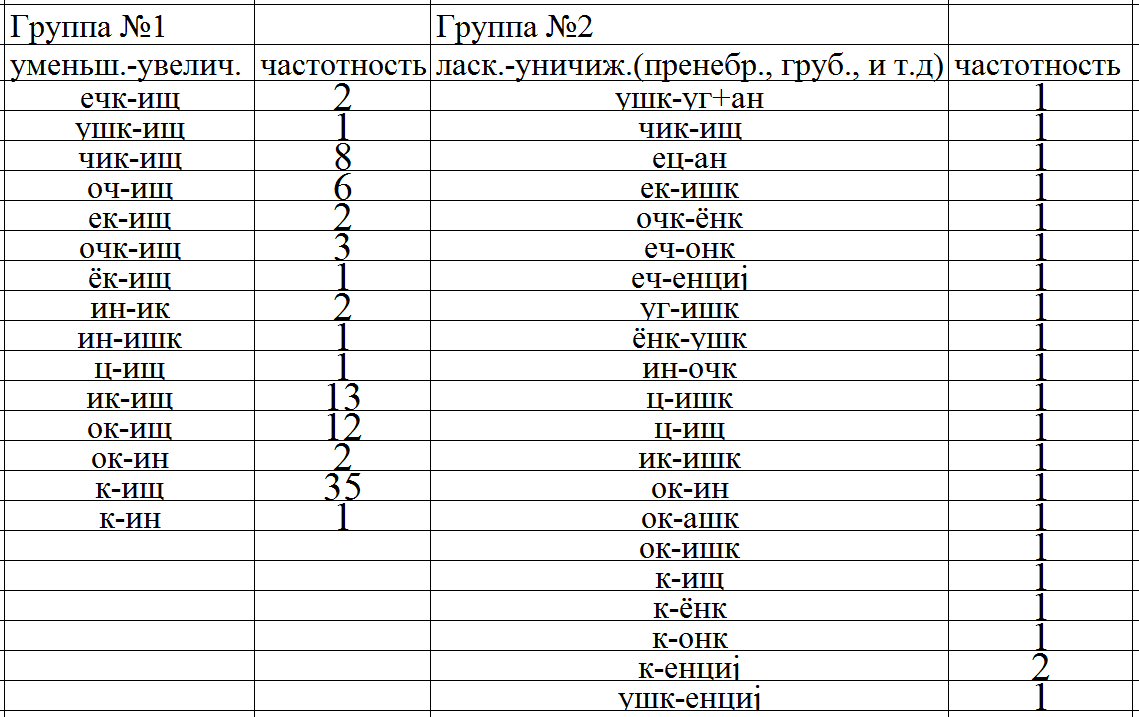 Группа №1 Группа №2
уменьш.-увелич. частотность ласк.-уничиж.(пренебр., груб., и т.д) частотность
ечк-ищ 2 ушк-уг+ан 1
ушк-ищ 1 чик-ищ 1
чик-ищ 8 ец-ан 1
оч-ищ 6 ек-ишк 1
ек-ищ 2 очк-ёнк 1
очк-ищ 3 еч-онк 1
ёк-ищ 1 еч-енциј 1
ин-ик 2 уг-ишк 1
ин-ишк 1 ёнк-ушк 1
ц-ищ 1 ин-очк 1
ик-ищ 13 ц-ишк 1
ок-ищ 12 ц-ищ 1
ок-ин 2 ик-ишк 1
к-ищ 35 ок-ин 1
к-ин 1 ок-ашк 1
ок-ишк 1
к-ищ 1
к-ёнк 1
к-онк 1
к-енциј 2
ушк-енциј 1